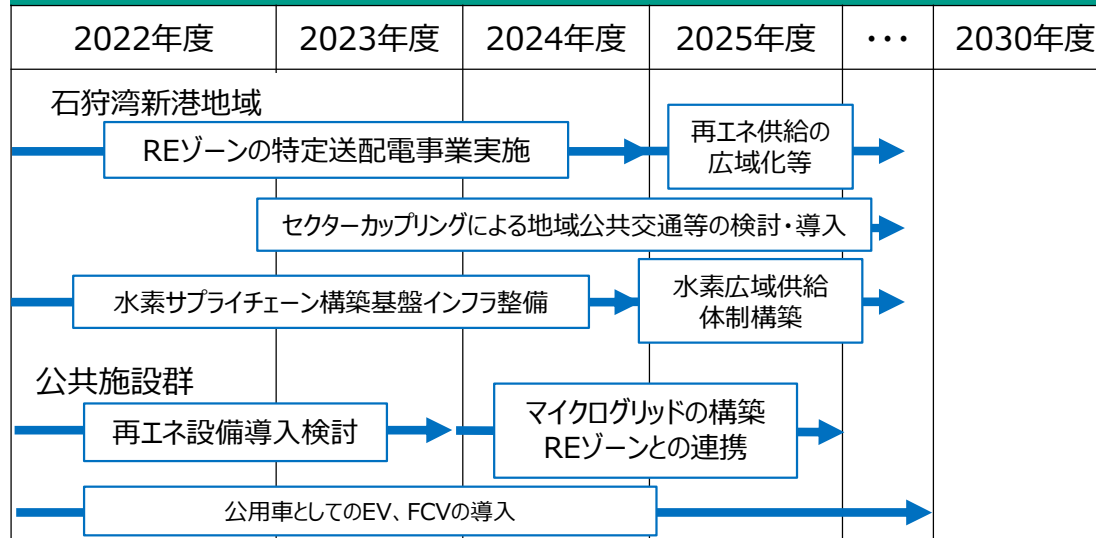 2022年度 2023年度 2024年度 2025年度 ・・・ 2030年度
石狩湾新港地域
REゾーンの特定送配電事業実施
再エネ供給の
広域化等
セクターカップリングによる地域公共交通等の検討・導入
水素サプライチェーン構築基盤インフラ整備
水素広域供給
体制構築
公共施設群
再エネ設備導入検討
マイクログリッドの構築
REゾーンとの連携
公用車としてのEV、FCVの導入